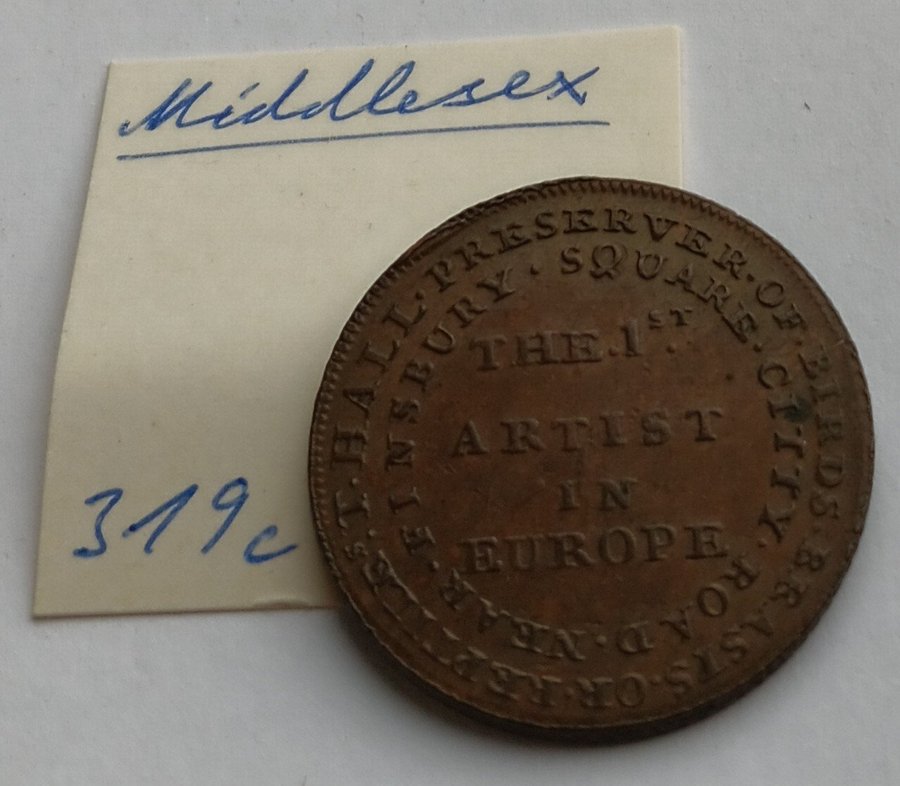 Middlesex
319c
T. HALL. PRESERVER. OF. BIRDS. BEASTS. OR. REPTILES.
CITY. ROAD. NEAR. FINSBURY. SQUARE.
THE. 1ST.
ARTIST
IN
EUROPE